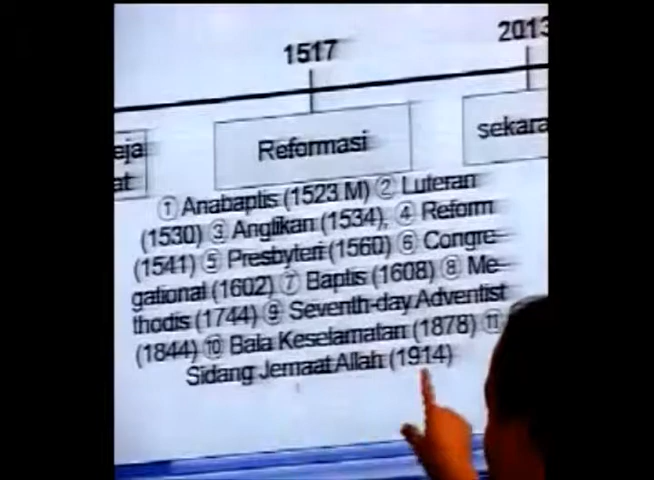 1517
2013
eja
at
Reformasi
sekara
① Anabaptis (1523 M) ② Luteran
(1530) ③ Anglikan (1534), ④ Reform
(1541) ⑤ Presbyteri (1560) ⑥ Congre-
gational (1602) ⑦ Baptis (1608) ⑧ Me-
thodis (1744) ⑨ Seventh-day Adventist
(1844) ⑩ Bala Keselamatan (1878) ⑪
Sidang Jemaat Allah (1914)